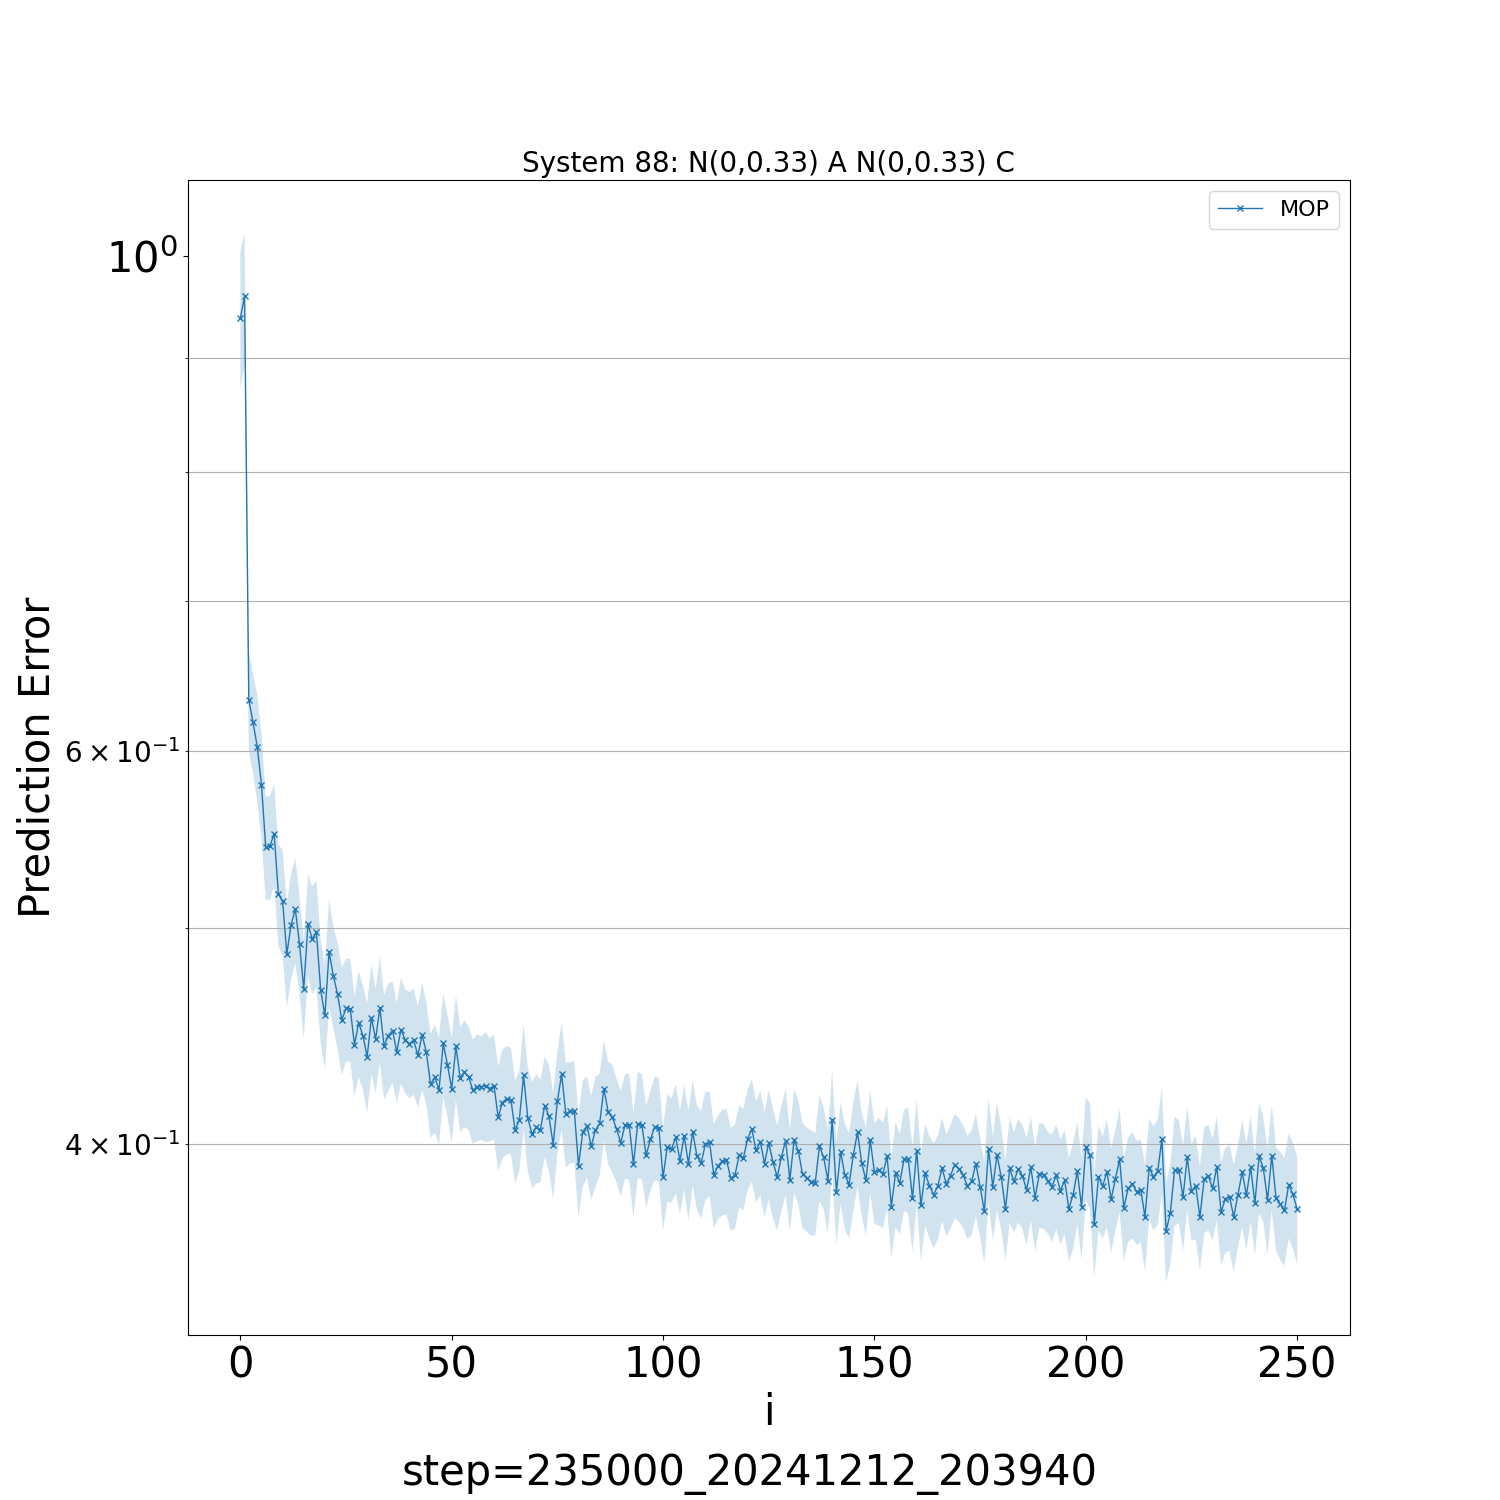 System 88: N(0,0.33) A N(0,0.33) C
MOP
10⁰
6 × 10⁻¹
4 × 10⁻¹
Prediction Error
0 50 100 150 200 250
i
step=235000_20241212_203940